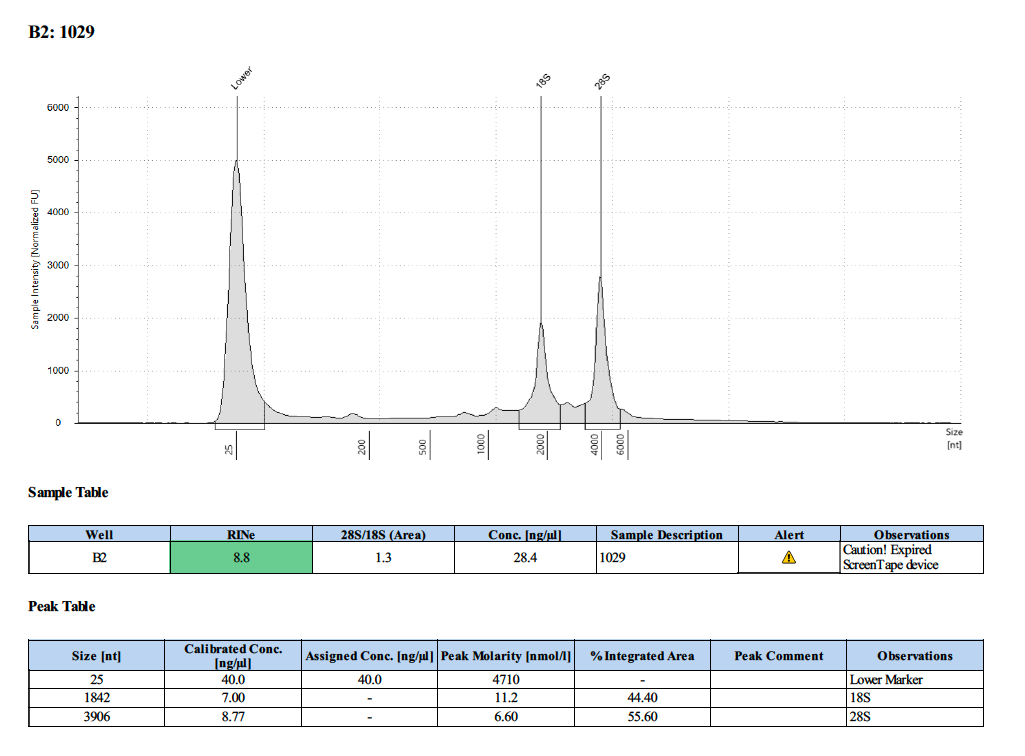 B2: 1029
Lower
18S
28S
6000
5000
4000
3000
2000
1000
0
Sample Intensity [Normalized FU]
25
200
500
1000
2000
4000
6000
Size
[nt]
Sample Table
Well RINe 28S/18S (Area) Conc. [ng/µl] Sample Description Alert Observations
B2 8.8 1.3 28.4 1029 Caution! Expired
ScreenTape device
Peak Table
Size [nt] Calibrated Conc. [ng/µl] Assigned Conc. [ng/µl] Peak Molarity [nmol/l] % Integrated Area Peak Comment Observations
25 40.0 40.0 4710 - Lower Marker
1842 7.00 - 11.2 44.40 18S
3906 8.77 - 6.60 55.60 28S